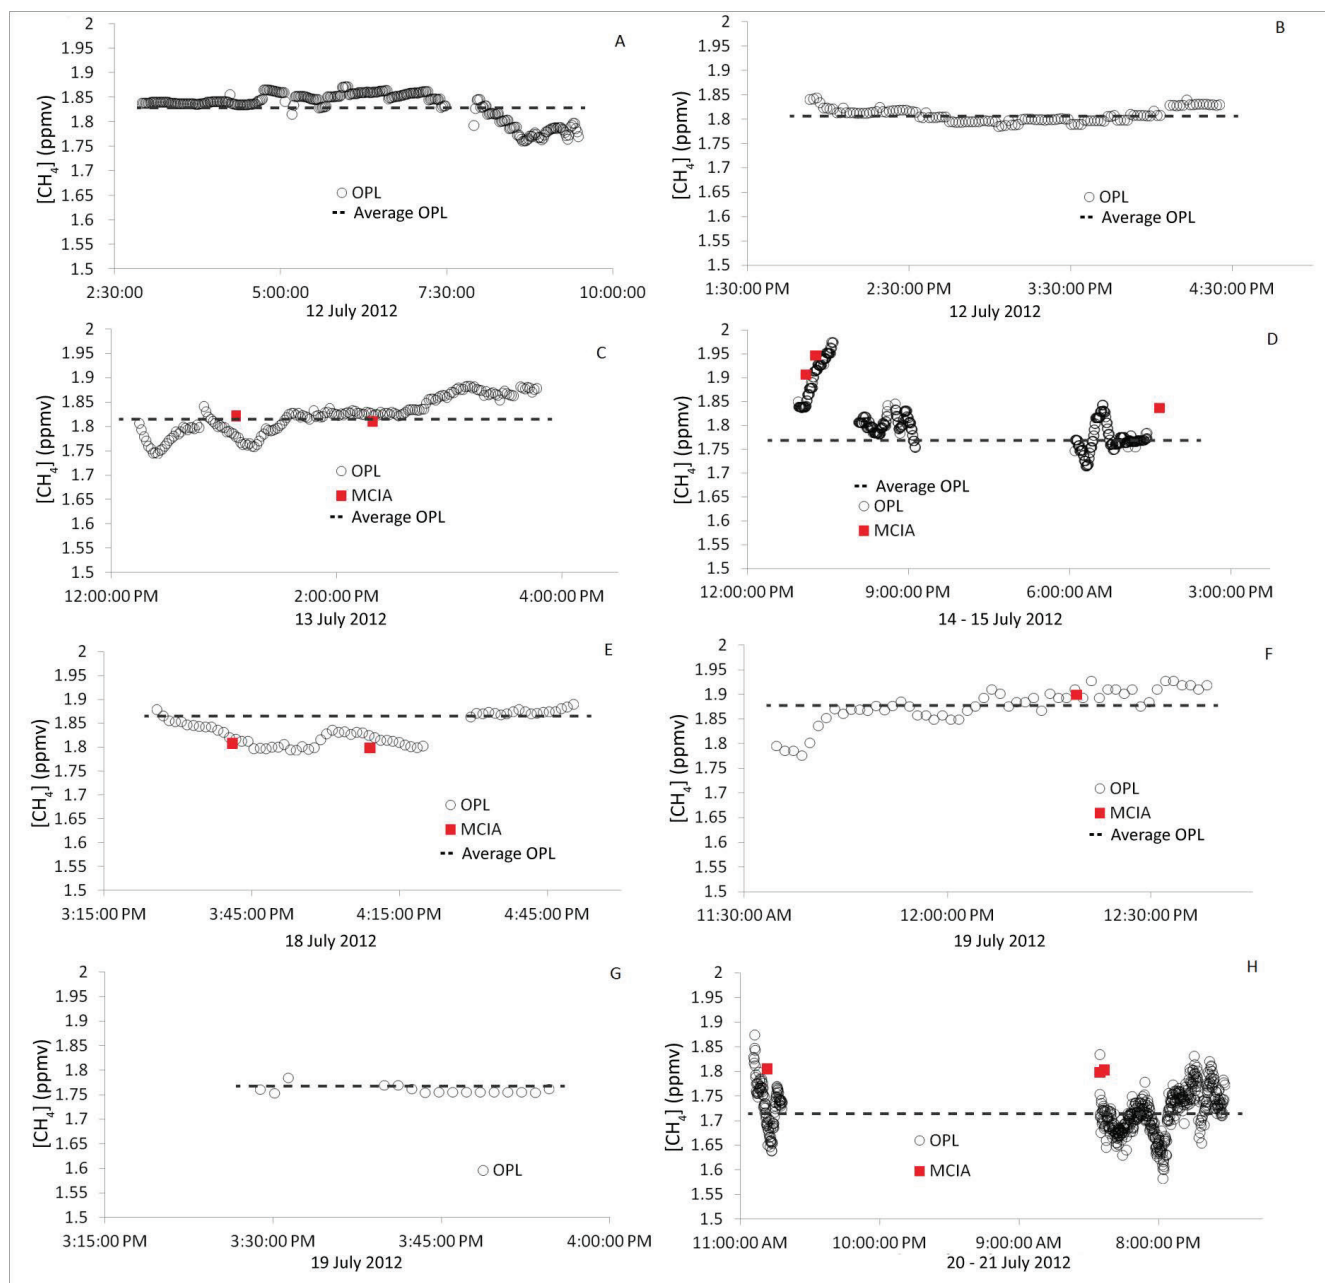 A
[CH4] (ppmv)
2
1.95
1.9
1.85
1.8
1.75
1.7
1.65
1.6
1.55
1.5
OPL
Average OPL
2:30:00 5:00:00 7:30:00 10:00:00
12 July 2012
B
[CH4] (ppmv)
2
1.95
1.9
1.85
1.8
1.75
1.7
1.65
1.6
1.55
1.5
OPL
Average OPL
1:30:00 PM 2:30:00 PM 3:30:00 PM 4:30:00 PM
12 July 2012
C
[CH4] (ppmv)
2
1.95
1.9
1.85
1.8
1.75
1.7
1.65
1.6
1.55
1.5
OPL
MCIA
Average OPL
12:00:00 PM 2:00:00 PM 4:00:00 PM
13 July 2012
D
[CH4] (ppmv)
2
1.95
1.9
1.85
1.8
1.75
1.7
1.65
1.6
1.55
1.5
Average OPL
OPL
MCIA
12:00:00 PM 9:00:00 PM 6:00:00 AM 3:00:00 PM
14 - 15 July 2012
E
[CH4] (ppmv)
2
1.95
1.9
1.85
1.8
1.75
1.7
1.65
1.6
1.55
1.5
OPL
MCIA
Average OPL
3:15:00 PM 3:45:00 PM 4:15:00 PM 4:45:00 PM
18 July 2012
F
[CH4] (ppmv)
2
1.95
1.9
1.85
1.8
1.75
1.7
1.65
1.6
1.55
1.5
OPL
MCIA
Average OPL
11:30:00 AM 12:00:00 PM 12:30:00 PM
19 July 2012
G
[CH4] (ppmv)
2
1.95
1.9
1.85
1.8
1.75
1.7
1.65
1.6
1.55
1.5
OPL
3:15:00 PM 3:30:00 PM 3:45:00 PM 4:00:00 PM
19 July 2012
H
[CH4] (ppmv)
2
1.95
1.9
1.85
1.8
1.75
1.7
1.65
1.6
1.55
1.5
OPL
MCIA
11:00:00 AM 10:00:00 PM 9:00:00 AM 8:00:00 PM
20 - 21 July 2012